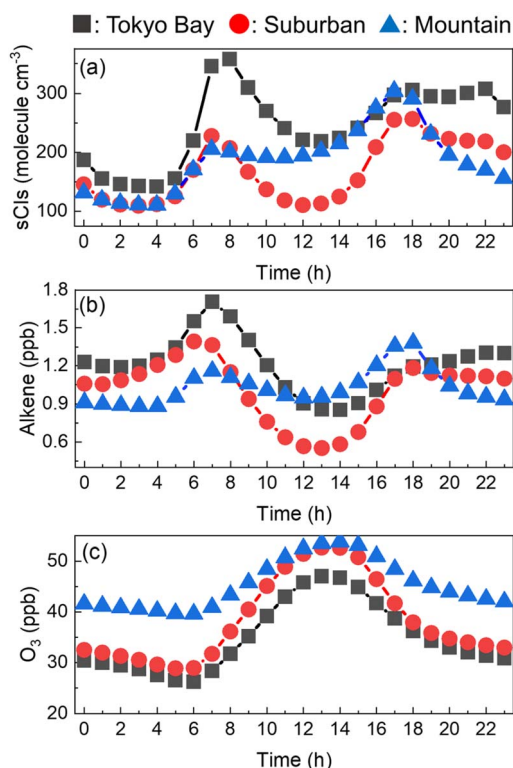 ■: Tokyo Bay ●: Suburban ▲: Mountain
(a)
sCIs (molecule cm⁻³)
300
200
100
0 2 4 6 8 10 12 14 16 18 20 22
Time (h)
(b)
Alkene (ppb)
1.8
1.5
1.2
0.9
0.6
0 2 4 6 8 10 12 14 16 18 20 22
Time (h)
(c)
O₃ (ppb)
50
40
30
20
0 2 4 6 8 10 12 14 16 18 20 22
Time (h)